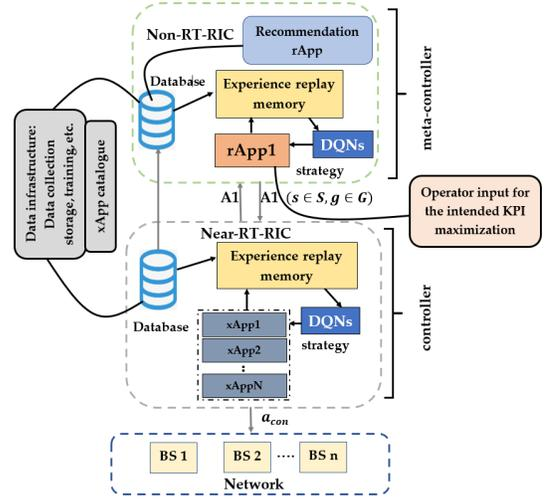 Non-RT-RIC
Recommendation
rApp
Database
Experience replay
memory
rApp1
DQNs
strategy
meta-controller
Data infrastructure:
Data collection
storage, training, etc.
xApp catalogue
A1
A1 (s ∈ S, g ∈ G)
Operator input for
the intended KPI
maximization
Near-RT-RIC
Experience replay
memory
Database
xApp1
xApp2
⋮
xAppN
DQNs
strategy
controller
a_con
BS 1
BS 2
....
BS n
Network